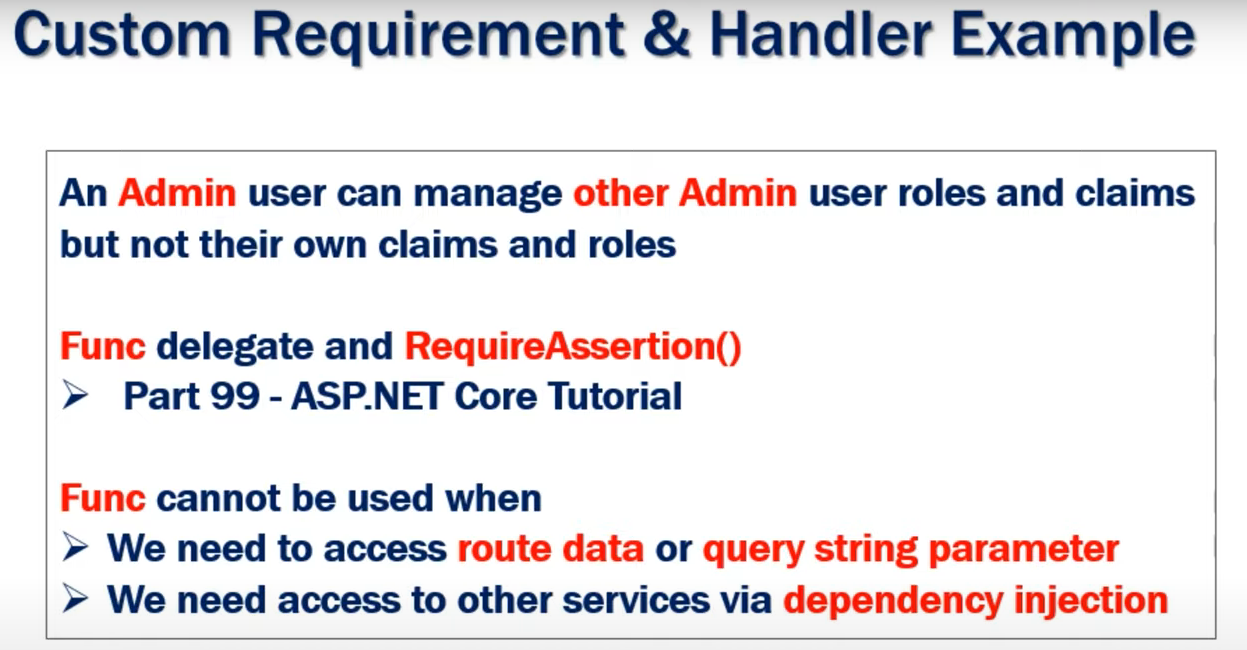 Custom Requirement & Handler Example
An Admin user can manage other Admin user roles and claims
but not their own claims and roles
Func delegate and RequireAssertion()
➢ Part 99 - ASP.NET Core Tutorial
Func cannot be used when
➢ We need to access route data or query string parameter
➢ We need access to other services via dependency injection